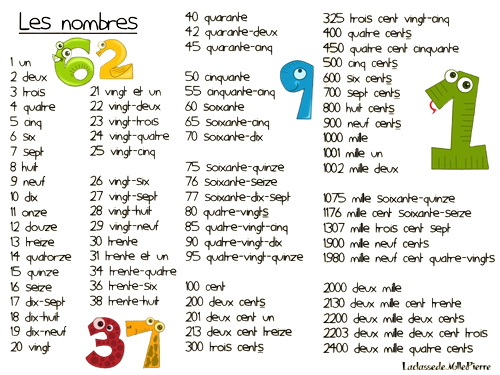 Les nombres
62
1 un
2 deux
3 trois
4 quatre
5 cinq
6 six
7 sept
8 huit
9 neuf
10 dix
11 onze
12 douze
13 treize
14 quatorze
15 quinze
16 seize
17 dix-sept
18 dix-huit
19 dix-neuf
20 vingt
21 vingt et un
22 vingt-deux
23 vingt-trois
24 vingt-quatre
25 vingt-cinq
26 vingt-six
27 vingt-sept
28 vingt-huit
29 vingt-neuf
30 trente
31 trente et un
34 trente-quatre
36 trente-six
38 trente-huit
37
40 quarante
42 quarante-deux
45 quarante-cinq
50 cinquante
55 cinquante-cinq
60 soixante
65 soixante-cinq
70 soixante-dix
9
75 soixante-quinze
76 soixante-seize
77 soixante-dix-sept
80 quatre-vingts
85 quatre-vingt-cinq
90 quatre-vingt-dix
95 quatre-vingt-quinze
100 cent
200 deux cents
201 deux cent un
213 deux cent treize
300 trois cents
325 trois cent vingt-cinq
400 quatre cents
450 quatre cent cinquante
500 cinq cents
600 six cents
700 sept cents
800 huit cents
900 neuf cents
1000 mille
1001 mille un
1002 mille deux
1
1075 mille soixante-quinze
1176 mille cent soixante-seize
1307 mille trois cent sept
1900 mille neuf cents
1980 mille neuf cent quatre-vingts
2000 deux mille
2130 deux mille cent trente
2200 deux mille deux cents
2203 deux mille deux cent trois
2400 deux mille quatre cents
LaclassedeMllePierre